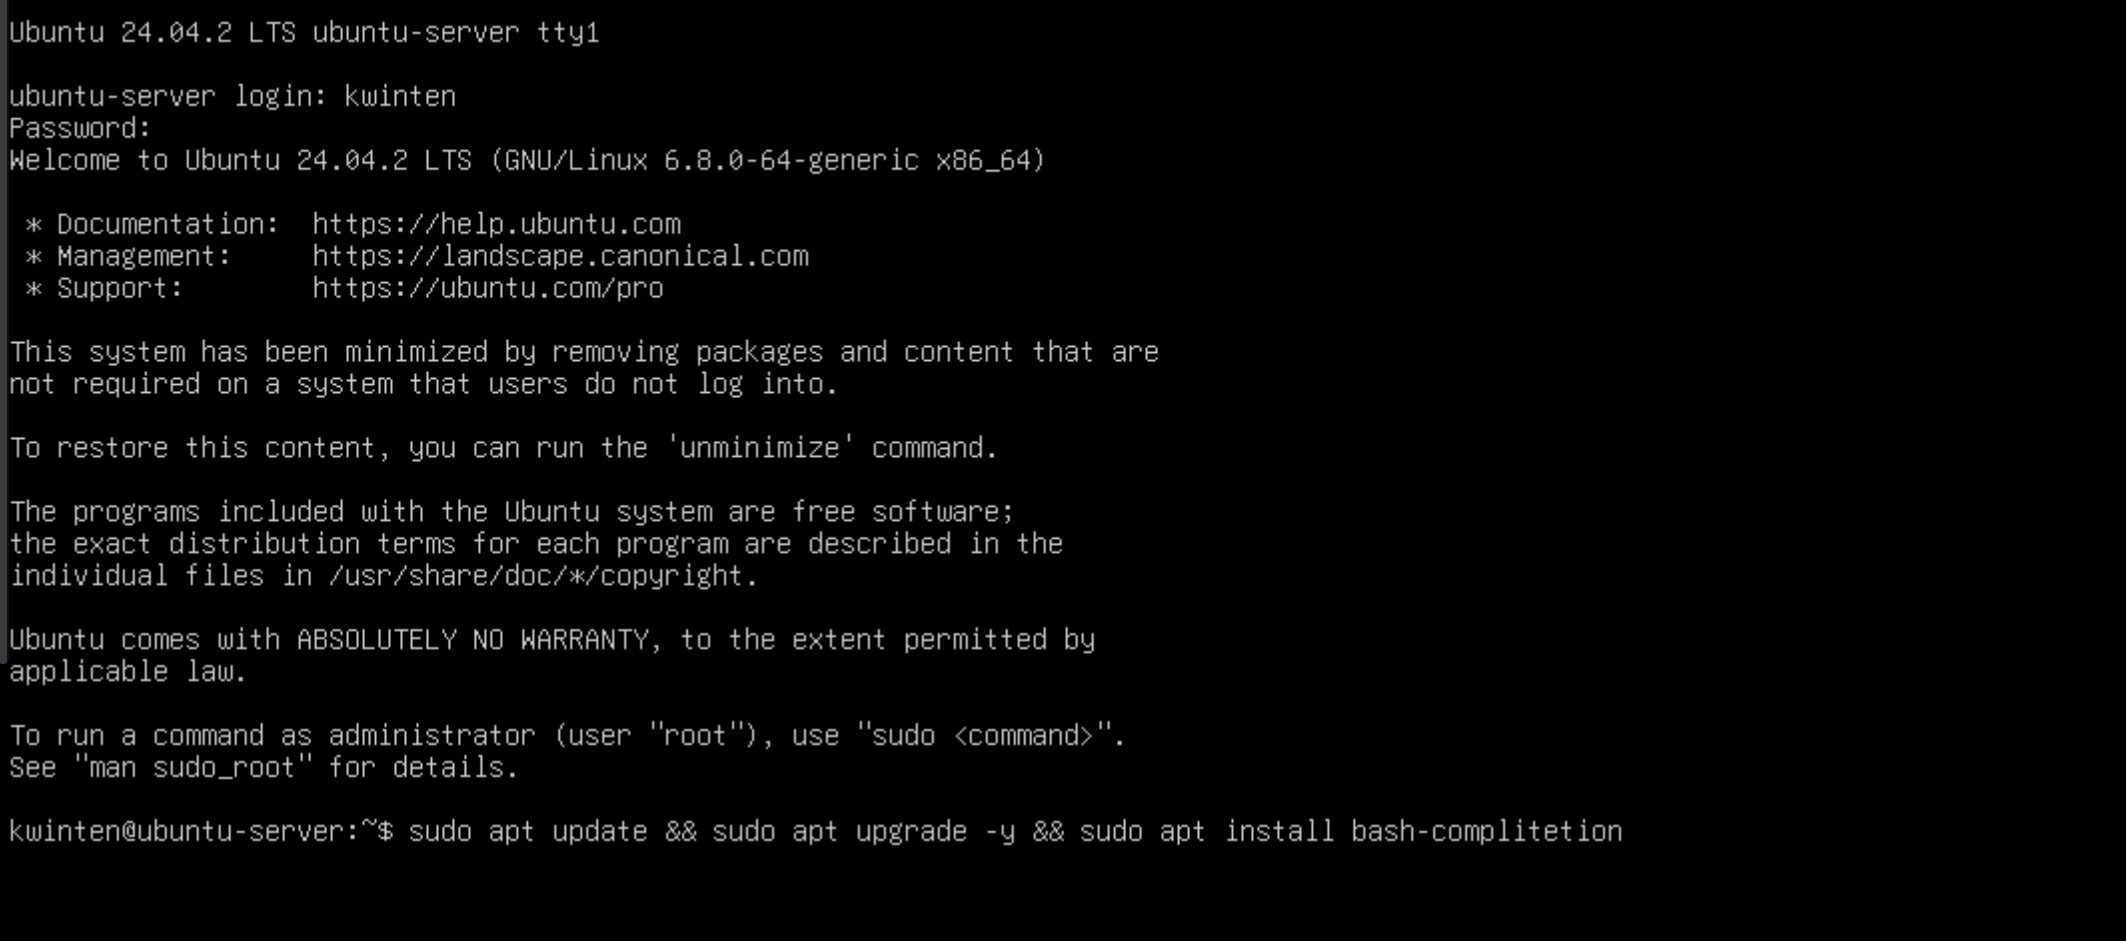 Ubuntu 24.04.2 LTS ubuntu-server tty1
ubuntu-server login: kwinten
Password:
Welcome to Ubuntu 24.04.2 LTS (GNU/Linux 6.8.0-64-generic x86_64)
* Documentation:  https://help.ubuntu.com
* Management:     https://landscape.canonical.com
* Support:        https://ubuntu.com/pro
This system has been minimized by removing packages and content that are
not required on a system that users do not log into.
To restore this content, you can run the 'unminimize' command.
The programs included with the Ubuntu system are free software;
the exact distribution terms for each program are described in the
individual files in /usr/share/doc/*/copyright.
Ubuntu comes with ABSOLUTELY NO WARRANTY, to the extent permitted by
applicable law.
To run a command as administrator (user "root"), use "sudo <command>".
See "man sudo_root" for details.
kwinten@ubuntu-server:~$ sudo apt update && sudo apt upgrade -y && sudo apt install bash-complitetion